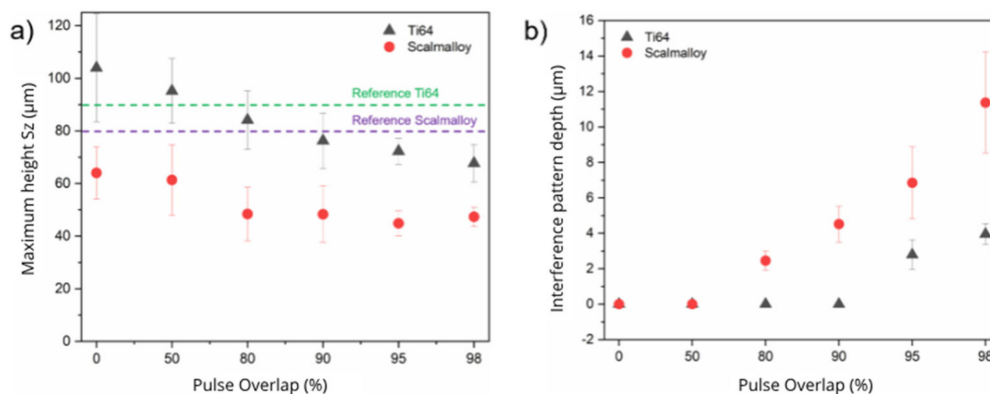 a)
Maximum height Sz (µm)
120
100
80
60
40
20
0
Ti64
Scalmalloy
Reference Ti64
Reference Scalmalloy
0 50 80 90 95 98
Pulse Overlap (%)
b)
Interference pattern depth (µm)
16
14
12
10
8
6
4
2
0
-2
Ti64
Scalmalloy
0 50 80 90 95 98
Pulse Overlap (%)